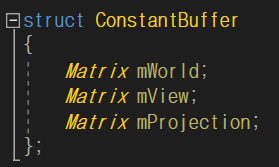 struct ConstantBuffer
{
    Matrix mWorld;
    Matrix mView;
    Matrix mProjection;
};